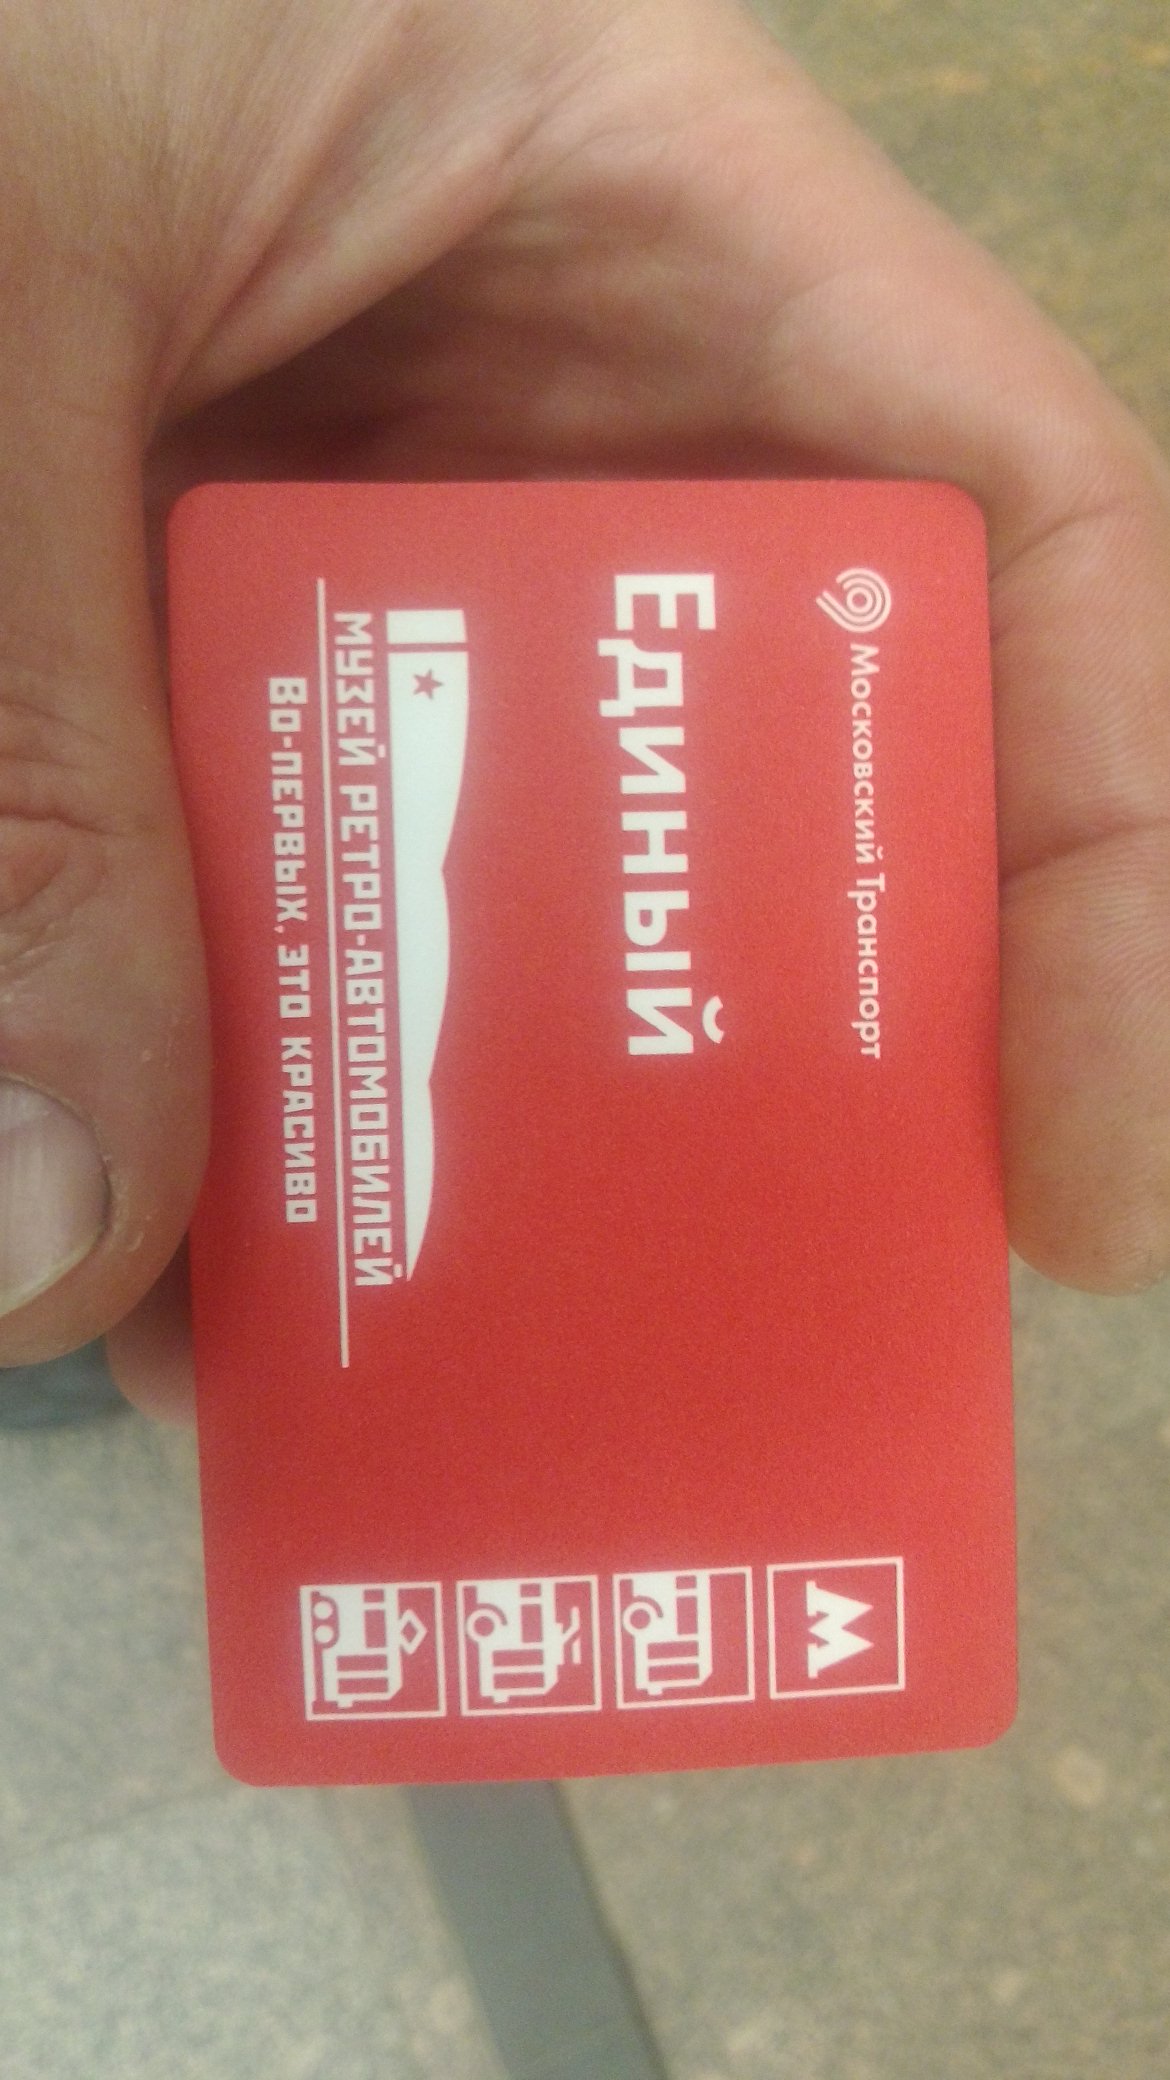 Московский Транспорт
Единый
МУЗЕЙ РЕТРО-АВТОМОБИЛЕЙ
ВО-ПЕРВЫХ, ЭТО КРАСИВО
М